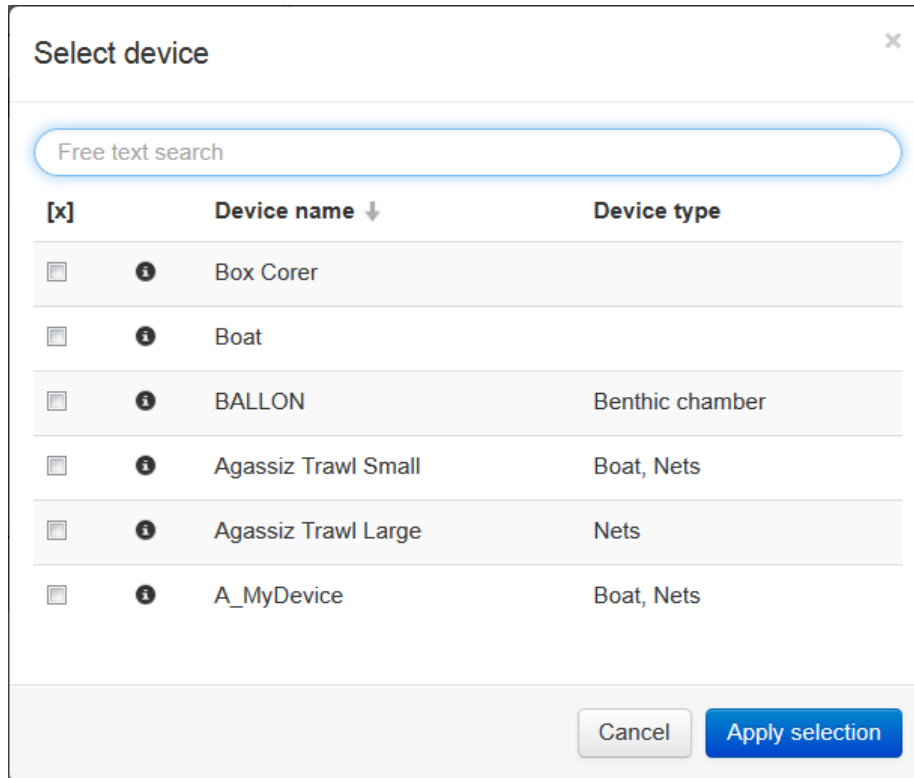 Select device
×
Free text search
[x] Device name Device type
Box Corer
Boat
BALLON Benthic chamber
Agassiz Trawl Small Boat, Nets
Agassiz Trawl Large Nets
A_MyDevice Boat, Nets
Cancel Apply selection